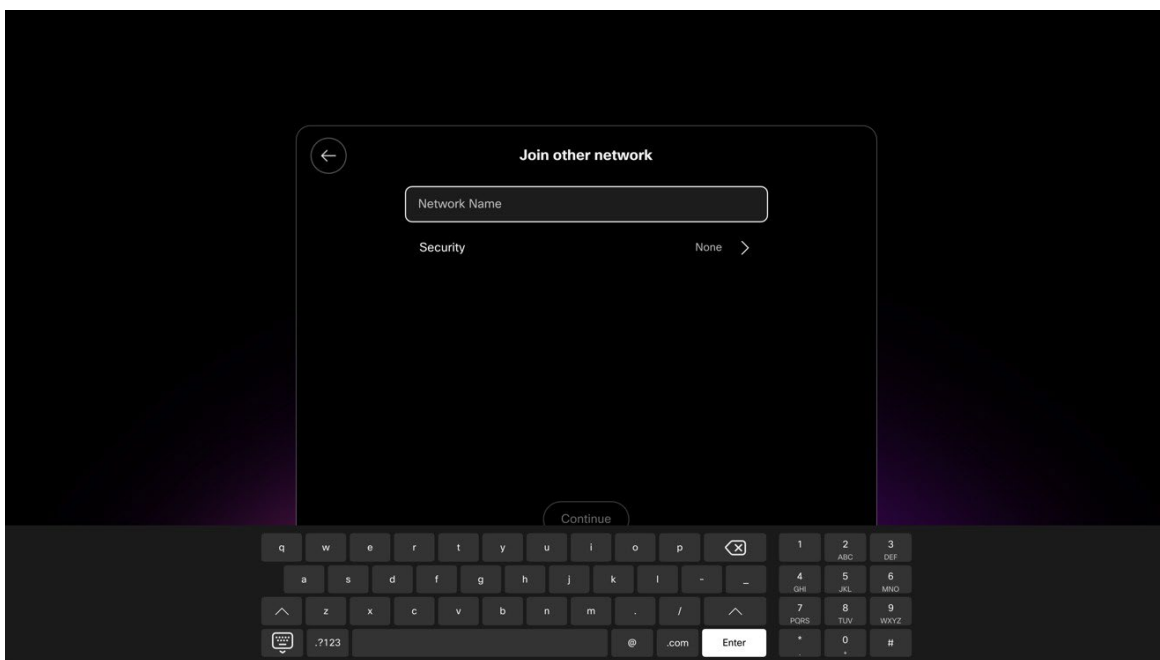 Join other network
Network Name
Security None
Continue
q w e r t y u i o p 1 2 ABC 3 DEF
a s d f g h j k l - _ 4 GHI 5 JKL 6 MNO
z x c v b n m . / 7 PQRS 8 TUV 9 WXYZ
.?123 @ .com Enter * . 0 + #